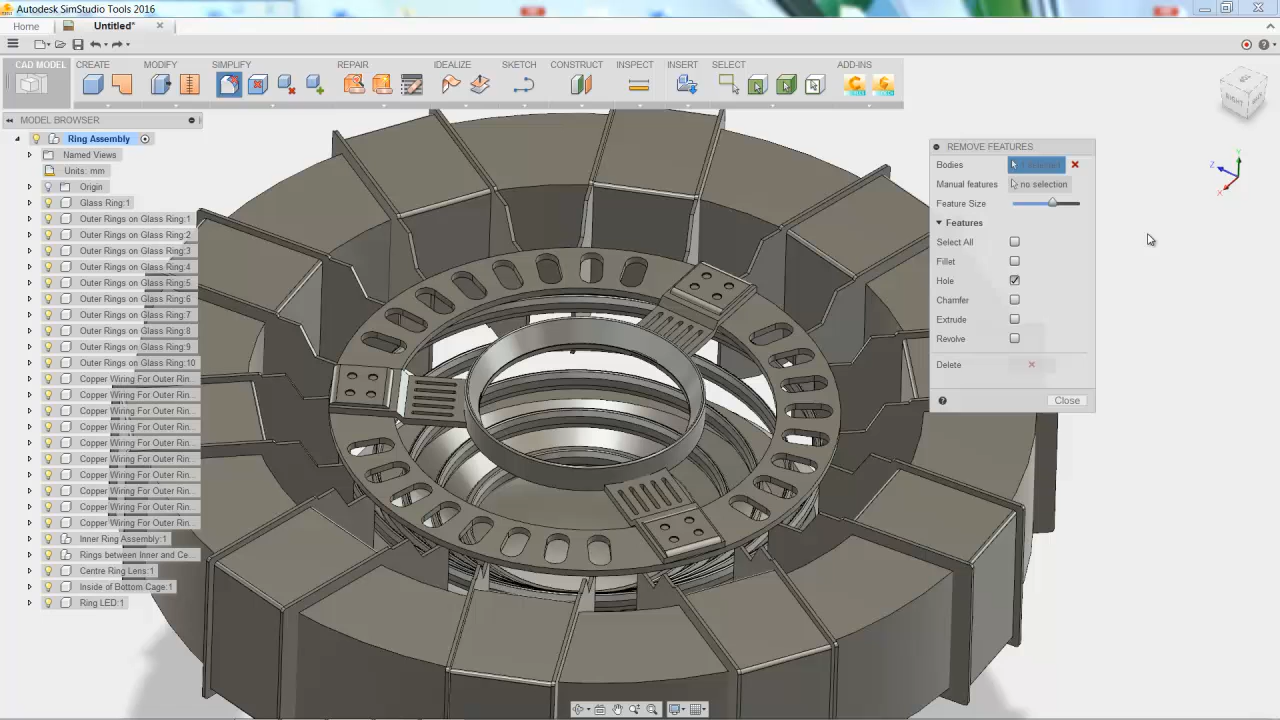 Autodesk SimStudio Tools 2016
Home
Untitled*
CAD MODEL
CREATE
MODIFY
SIMPLIFY
REPAIR
IDEALIZE
SKETCH
CONSTRUCT
INSPECT
INSERT
SELECT
ADD-INS
MODEL BROWSER
Ring Assembly
Named Views
Units: mm
Origin
Glass Ring:1
Outer Rings on Glass Ring:1
Outer Rings on Glass Ring:2
Outer Rings on Glass Ring:3
Outer Rings on Glass Ring:4
Outer Rings on Glass Ring:5
Outer Rings on Glass Ring:6
Outer Rings on Glass Ring:7
Outer Rings on Glass Ring:8
Outer Rings on Glass Ring:9
Outer Rings on Glass Ring:10
Copper Wiring For Outer Rin...
Copper Wiring For Outer Rin...
Copper Wiring For Outer Rin...
Copper Wiring For Outer Rin...
Copper Wiring For Outer Rin...
Copper Wiring For Outer Rin...
Copper Wiring For Outer Rin...
Copper Wiring For Outer Rin...
Copper Wiring For Outer Rin...
Copper Wiring For Outer Rin...
Inner Ring Assembly:1
Rings between Inner and Ce...
Centre Ring Lens:1
Inside of Bottom Cage:1
Ring LED:1
REMOVE FEATURES
Bodies 1 selected
Manual features no selection
Feature Size
Features
Select All
Fillet
Hole
Chamfer
Extrude
Revolve
Delete
Close
RIGHT
Z Y X